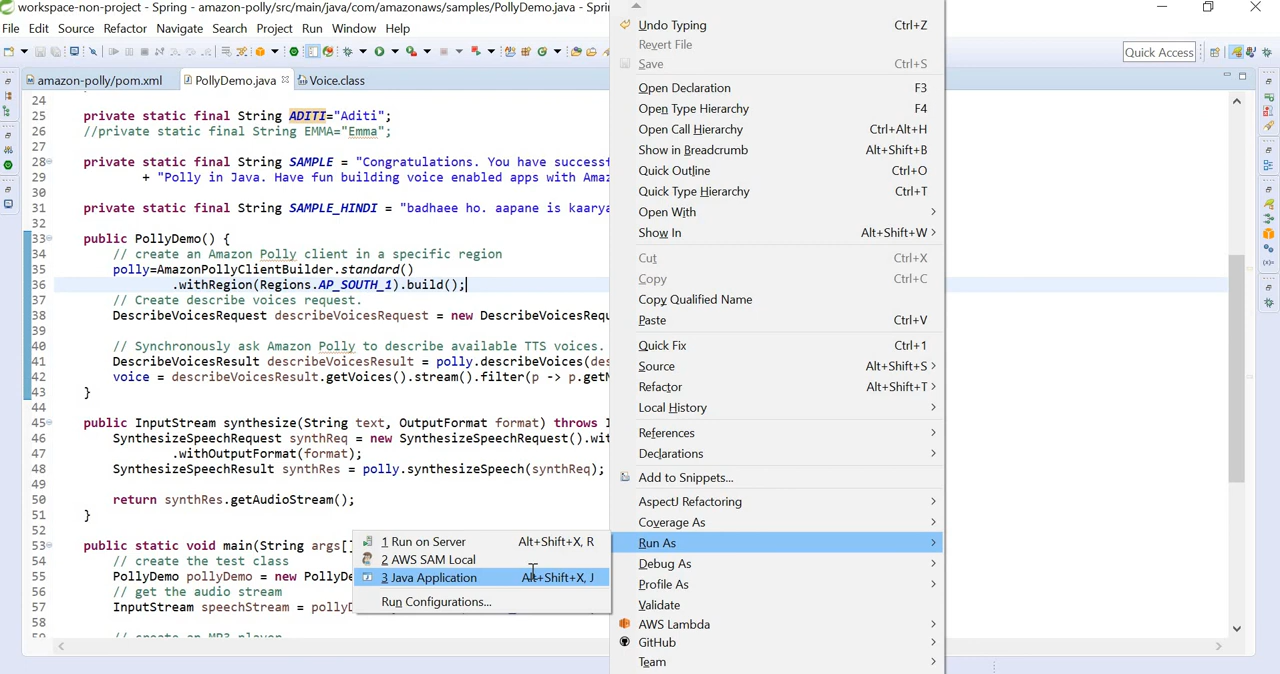 workspace-non-project - Spring - amazon-polly/src/main/java/com/amazonaws/samples/PollyDemo.java - Spring
File Edit Source Refactor Navigate Search Project Run Window Help
Quick Access
amazon-polly/pom.xml PollyDemo.java Voice.class
24
25 private static final String ADITI="Aditi";
26 //private static final String EMMA="Emma";
27
28 private static final String SAMPLE = "Congratulations. You have successf
29 + "Polly in Java. Have fun building voice enabled apps with Amaz
30
31 private static final String SAMPLE_HINDI = "badhaee ho. aapane is kaarya
32
33 public PollyDemo() {
34 // create an Amazon Polly client in a specific region
35 polly=AmazonPollyClientBuilder.standard()
36 .withRegion(Regions.AP_SOUTH_1).build();
37 // Create describe voices request.
38 DescribeVoicesRequest describeVoicesRequest = new DescribeVoicesRequ
39
40 // Synchronously ask Amazon Polly to describe available TTS voices.
41 DescribeVoicesResult describeVoicesResult = polly.describeVoices(des
42 voice = describeVoicesResult.getVoices().stream().filter(p -> p.getN
43 }
44
45 public InputStream synthesize(String text, OutputFormat format) throws I
46 SynthesizeSpeechRequest synthReq = new SynthesizeSpeechRequest().wit
47 .withOutputFormat(format);
48 SynthesizeSpeechResult synthRes = polly.synthesizeSpeech(synthReq);
49
50 return synthRes.getAudioStream();
51 }
52
53 public static void main(String args[]
54 // create the test class
55 PollyDemo pollyDemo = new PollyDe
56 // get the audio stream
57 InputStream speechStream = pollyD
58
Undo Typing Ctrl+Z
Revert File
Save Ctrl+S
Open Declaration F3
Open Type Hierarchy F4
Open Call Hierarchy Ctrl+Alt+H
Show in Breadcrumb Alt+Shift+B
Quick Outline Ctrl+O
Quick Type Hierarchy Ctrl+T
Open With
Show In Alt+Shift+W
Cut Ctrl+X
Copy Ctrl+C
Copy Qualified Name
Paste Ctrl+V
Quick Fix Ctrl+1
Source Alt+Shift+S
Refactor Alt+Shift+T
Local History
References
Declarations
Add to Snippets...
AspectJ Refactoring
Coverage As
Run As
Debug As
Profile As
Validate
AWS Lambda
GitHub
Team
1 Run on Server Alt+Shift+X, R
2 AWS SAM Local
3 Java Application Alt+Shift+X, J
Run Configurations...